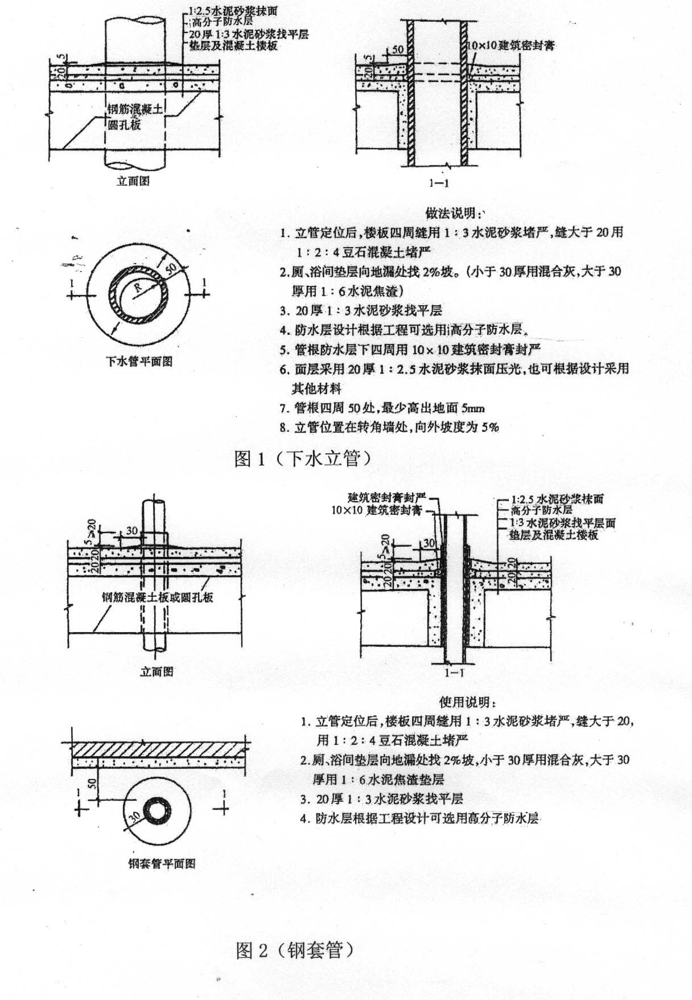 1:2.5水泥砂浆抹面
高分子防水层
20厚1:3水泥砂浆找平层
垫层及混凝土楼板
5
20
钢筋混凝土
圆孔板
立面图
50
5
20
10×10建筑密封膏
1—1
1
1
50
R
下水管平面图
做法说明:
1. 立管定位后,楼板四周缝用1:3水泥砂浆堵严,缝大于20用
1:2:4豆石混凝土堵严
2.厕、浴间垫层向地漏处找2%坡。(小于30厚用混合灰,大于30
厚用1:6水泥焦渣)
3. 20厚1:3水泥砂浆找平层
4. 防水层设计根据工程可选用高分子防水层。
5. 管根防水层下四周用10×10建筑密封膏封严
6. 面层采用20厚1:2.5水泥砂浆抹面压光,也可根据设计采用
其他材料
7. 管根四周50处,最少高出地面5mm
8. 立管位置在转角墙处,向外坡度为5%
图1（下水立管）
5≥20
30
2020
钢筋混凝土板或圆孔板
立面图
建筑密封膏封严
10×10建筑密封膏
1:2.5水泥砂浆抹面
高分子防水层
1:3水泥砂浆找平层面
垫层及混凝土楼板
5≥20
30
2020
2020
1—1
50
1
1
30
钢套管平面图
使用说明:
1. 立管定位后,楼板四周缝用1:3水泥砂浆堵严,缝大于20,
用1:2:4豆石混凝土堵严
2.厕、浴间垫层向地漏处找2%坡,小于30厚用混合灰,大于30
厚用1:6水泥焦渣垫层
3. 20厚1:3水泥砂浆找平层
4. 防水层根据工程设计可选用高分子防水层
图2（钢套管）